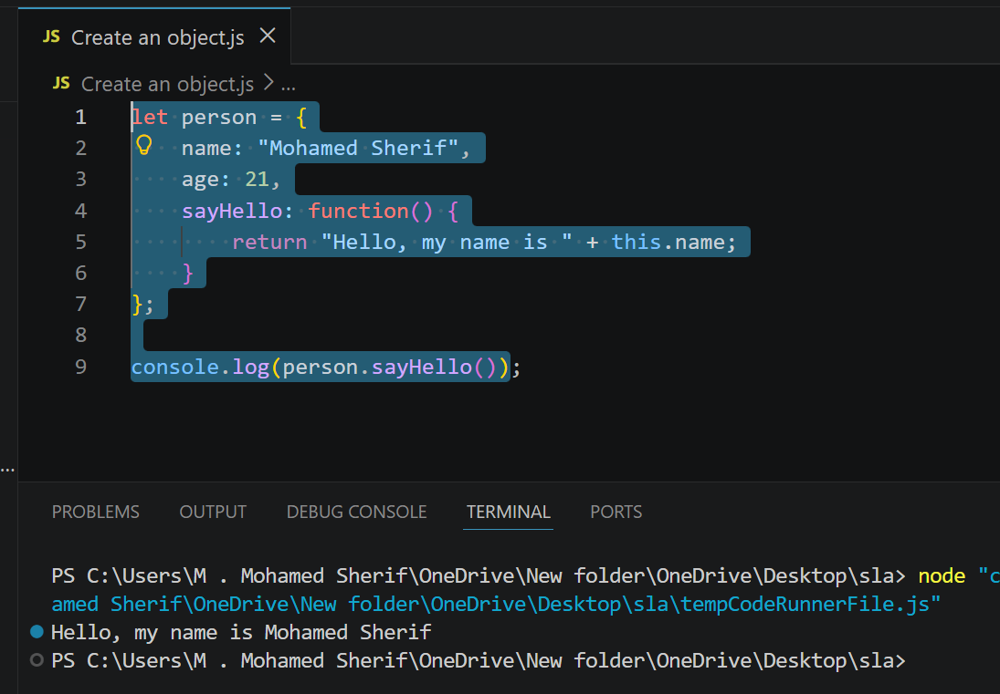 JS Create an object.js
JS Create an object.js > ...
1 let person = {
2     name: "Mohamed Sherif",
3     age: 21,
4     sayHello: function() {
5         return "Hello, my name is " + this.name;
6     }
7 };
8
9 console.log(person.sayHello());
...
PROBLEMS OUTPUT DEBUG CONSOLE TERMINAL PORTS
PS C:\Users\M . Mohamed Sherif\OneDrive\New folder\OneDrive\Desktop\sla> node "c
amed Sherif\OneDrive\New folder\OneDrive\Desktop\sla\tempCodeRunnerFile.js"
Hello, my name is Mohamed Sherif
PS C:\Users\M . Mohamed Sherif\OneDrive\New folder\OneDrive\Desktop\sla>